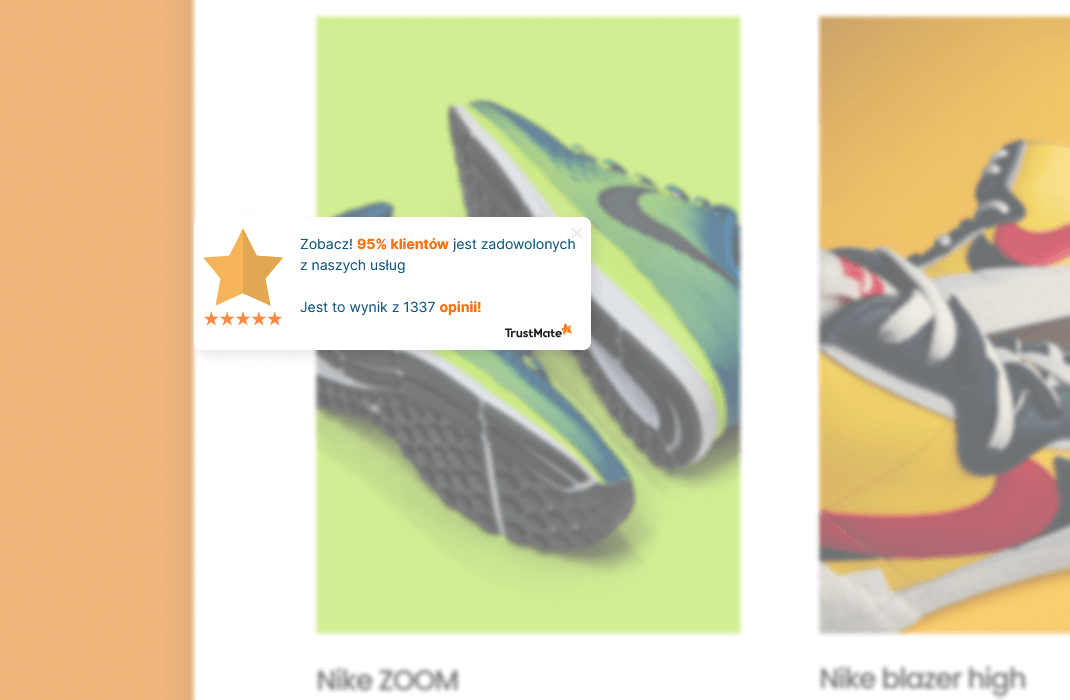 Zobacz! 95% klientów jest zadowolonych
z naszych usług
Jest to wynik z 1337 opinii!
TrustMate
Nike ZOOM
Nike blazer high